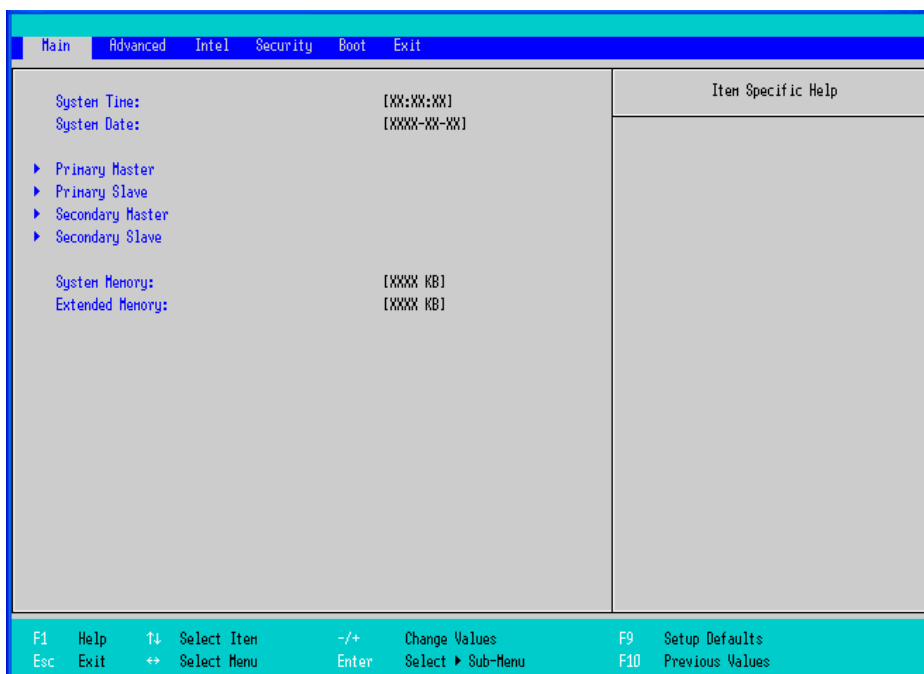 Main Advanced Intel Security Boot Exit
Item Specific Help
System Time: [XX:XX:XX]
System Date: [XXXX-XX-XX]
Primary Master
Primary Slave
Secondary Master
Secondary Slave
System Memory: [XXXX KB]
Extended Memory: [XXXX KB]
F1 Help ↑↓ Select Item -/+ Change Values F9 Setup Defaults
Esc Exit ↔ Select Menu Enter Select ▶ Sub-Menu F10 Previous Values